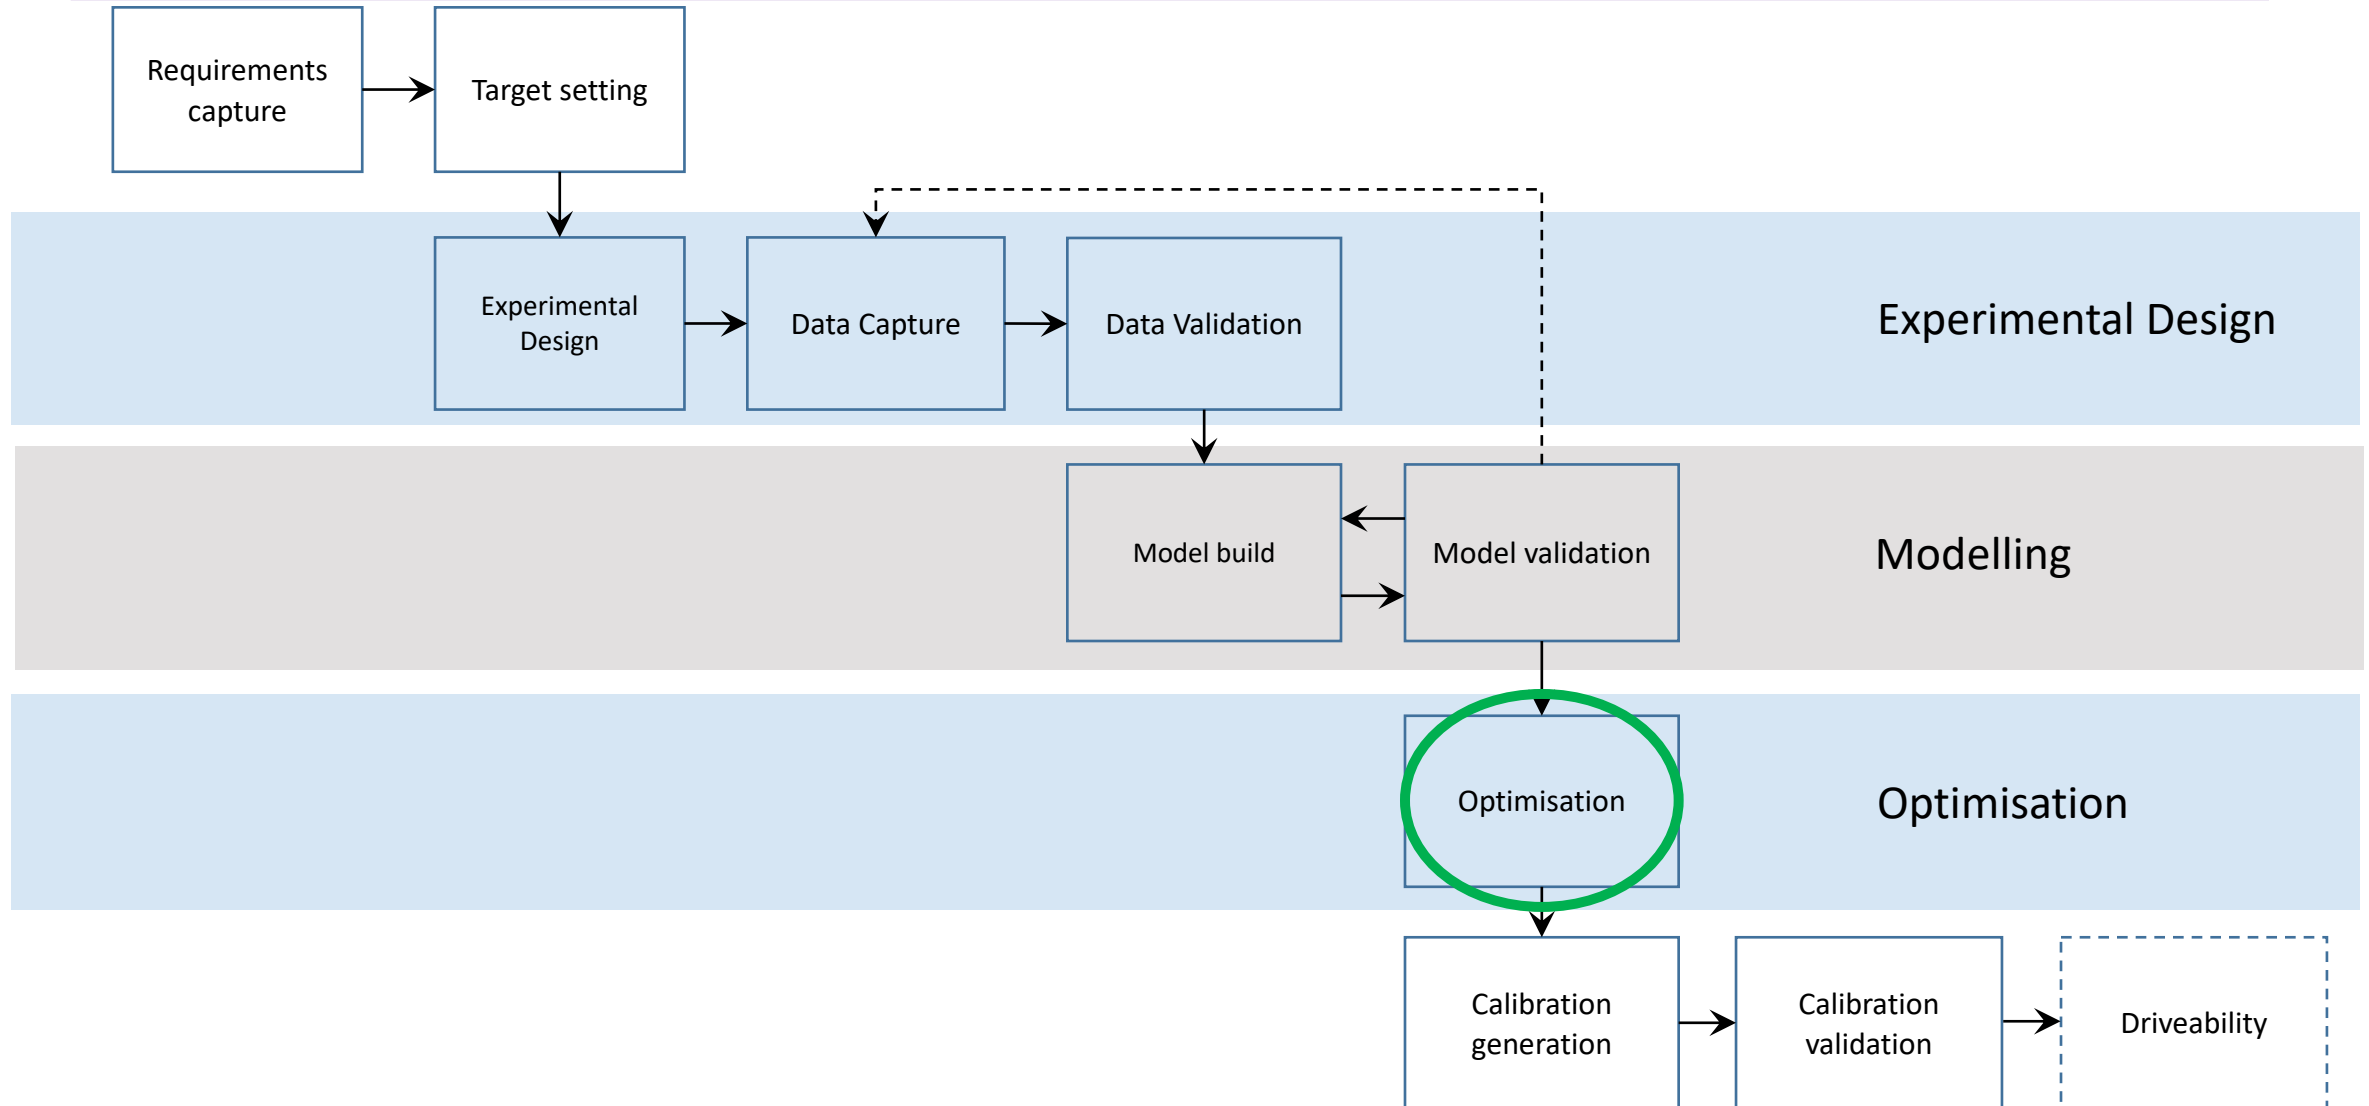 Requirements
capture
Target setting
Experimental
Design
Data Capture
Data Validation
Experimental Design
Model build
Model validation
Modelling
Optimisation
Optimisation
Calibration
generation
Calibration
validation
Driveability